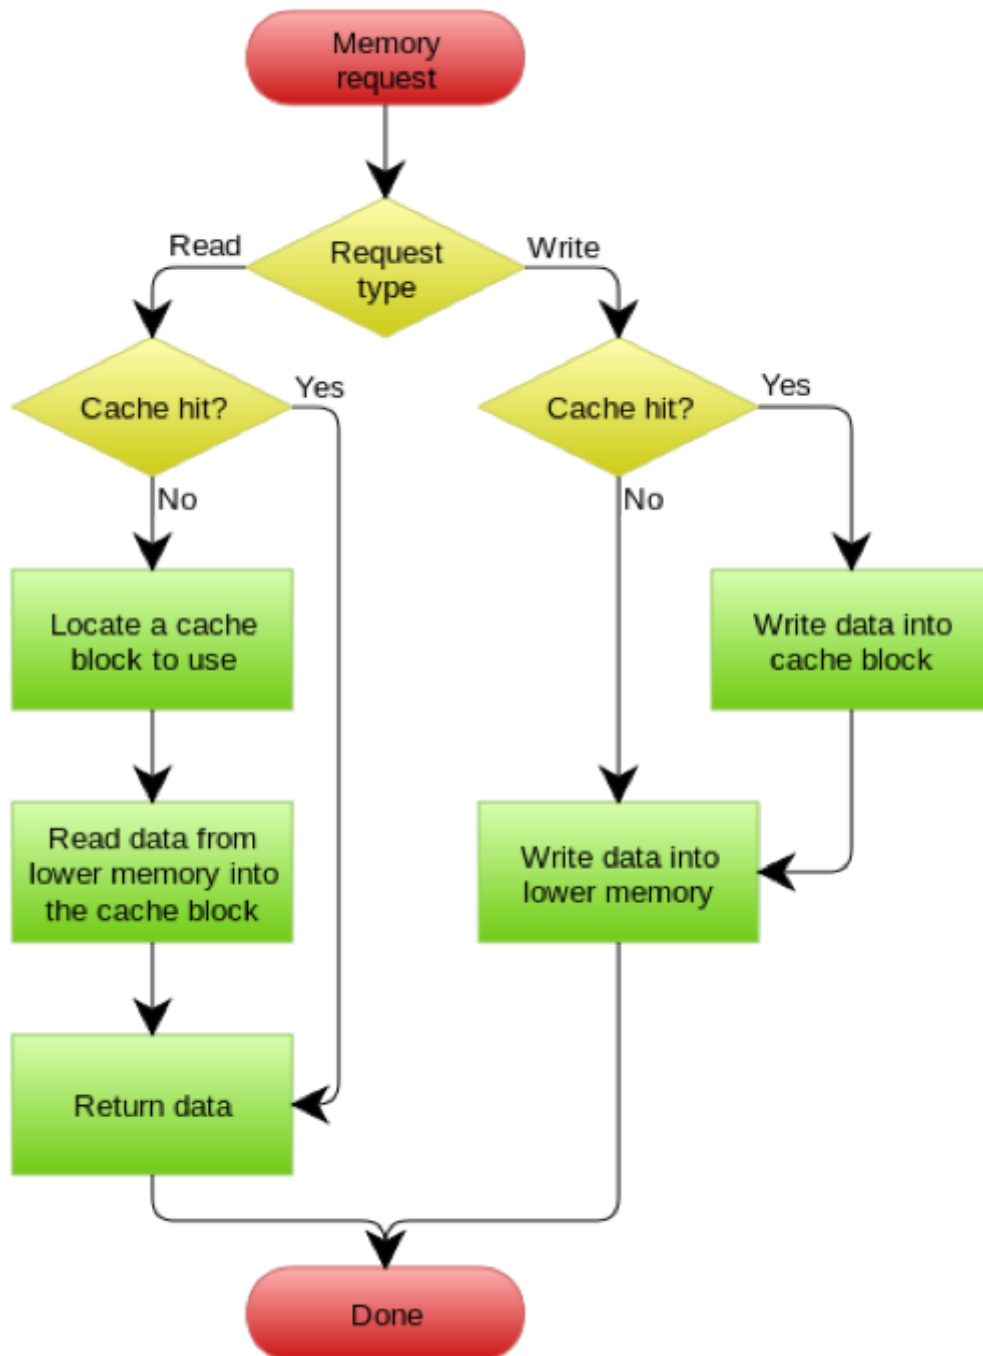 Memory
request
Request
type
Read
Write
Cache hit?
Yes
No
Cache hit?
Yes
No
Locate a cache
block to use
Write data into
cache block
Read data from
lower memory into
the cache block
Write data into
lower memory
Return data
Done